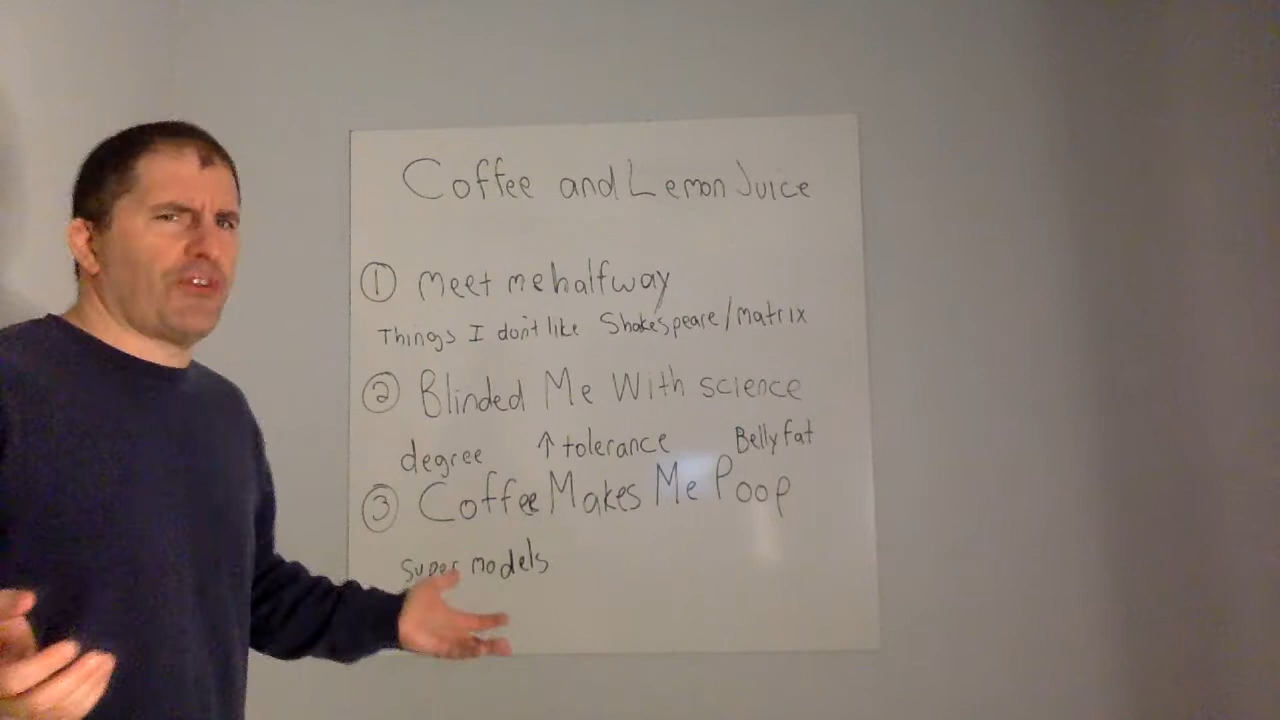 Coffee and Lemon Juice
① meet me halfway
Things I don't like Shakespeare/matrix
② Blinded Me With science
degree ↑ tolerance Belly fat
③ Coffee Makes Me Poop
super models